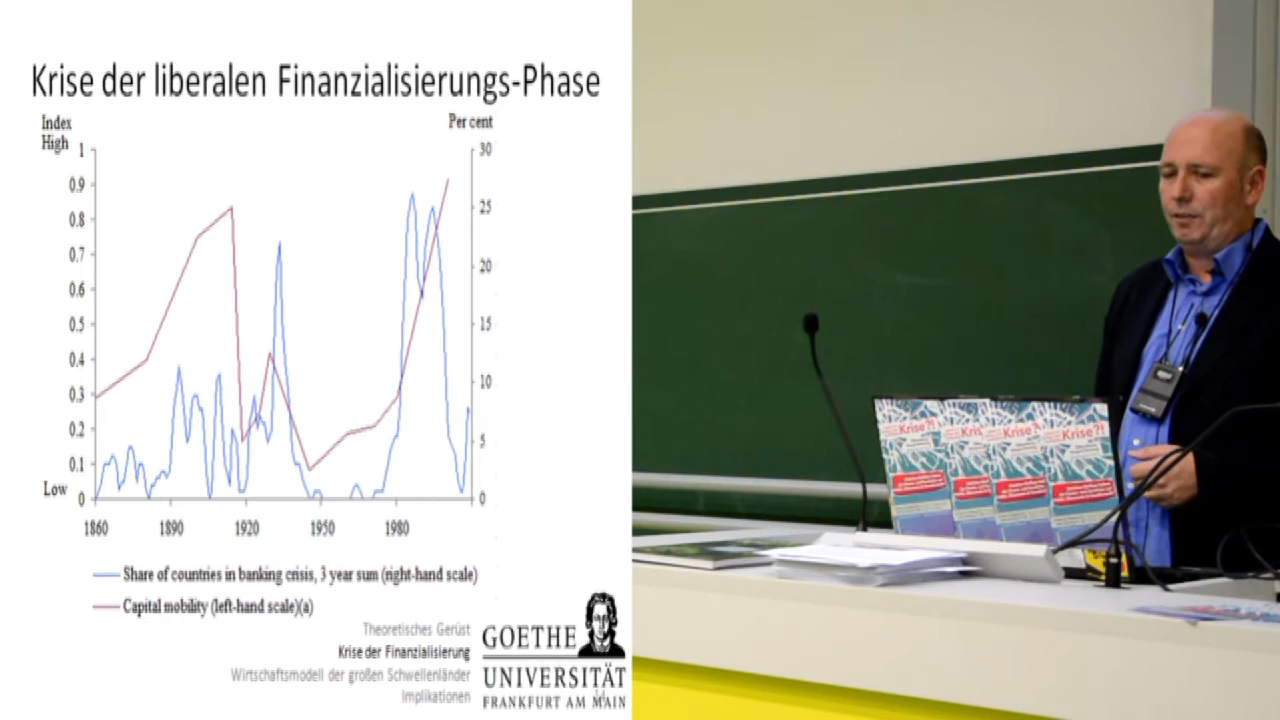 Krise der liberalen Finanzialisierungs-Phase
Index
High
Per cent
1
0.9
0.8
0.7
0.6
0.5
0.4
0.3
0.2
0.1
0
Low
30
25
20
15
10
5
0
1860
1890
1920
1950
1980
Share of countries in banking crisis, 3 year sum (right-hand scale)
Capital mobility (left-hand scale)(a)
Theoretisches Gerüst
Krise der Finanzialisierung
Wirtschaftsmodell der großen Schwellenländer
Implikationen
GOETHE
UNIVERSITÄT
FRANKFURT AM MAIN
14
Krise?!
Kris
Krise?
Krise?!